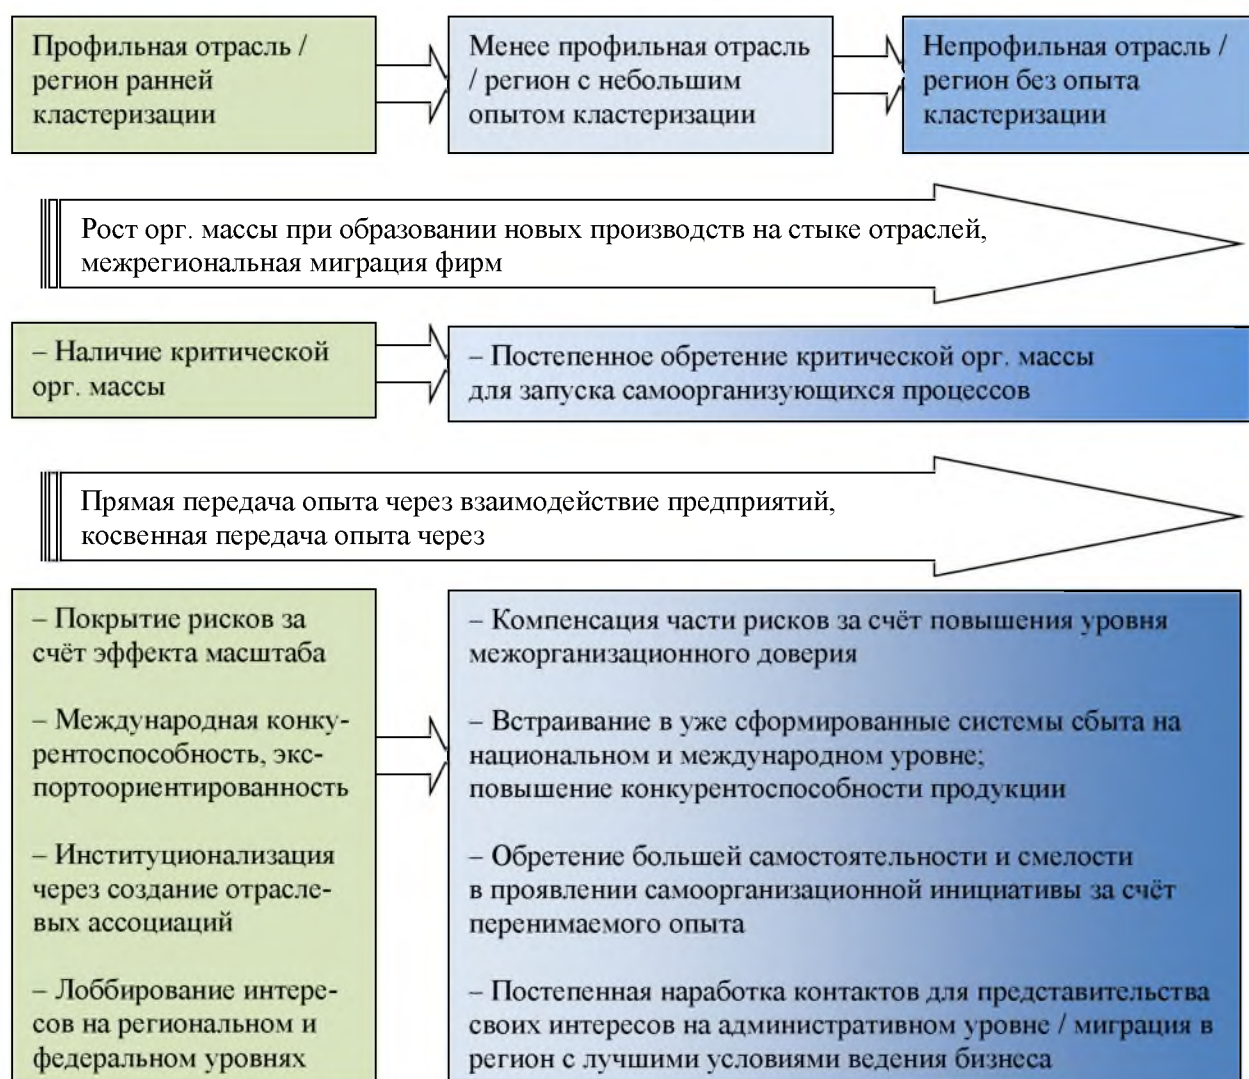 Профильная отрасль /
регион ранней
кластеризации
Менее профильная отрасль
/ регион с небольшим
опытом кластеризации
Непрофильная отрасль /
регион без опыта
кластеризации
Рост орг. массы при образовании новых производств на стыке отраслей,
межрегиональная миграция фирм
– Наличие критической
орг. массы
– Постепенное обретение критической орг. массы
для запуска самоорганизующихся процессов
Прямая передача опыта через взаимодействие предприятий,
косвенная передача опыта через
– Покрытие рисков за
счёт эффекта масштаба
– Международная конку-
рентоспособность, экс-
портоориентированность
– Институционализация
через создание отрасле-
вых ассоциаций
– Лоббирование интере-
сов на региональном и
федеральном уровнях
– Компенсация части рисков за счёт повышения уровня
межорганизационного доверия
– Встраивание в уже сформированные системы сбыта на
национальном и международном уровне;
повышение конкурентоспособности продукции
– Обретение большей самостоятельности и смелости
в проявлении самоорганизационной инициативы за счёт
перенимаемого опыта
– Постепенная наработка контактов для представительства
своих интересов на административном уровне / миграция в
регион с лучшими условиями ведения бизнеса